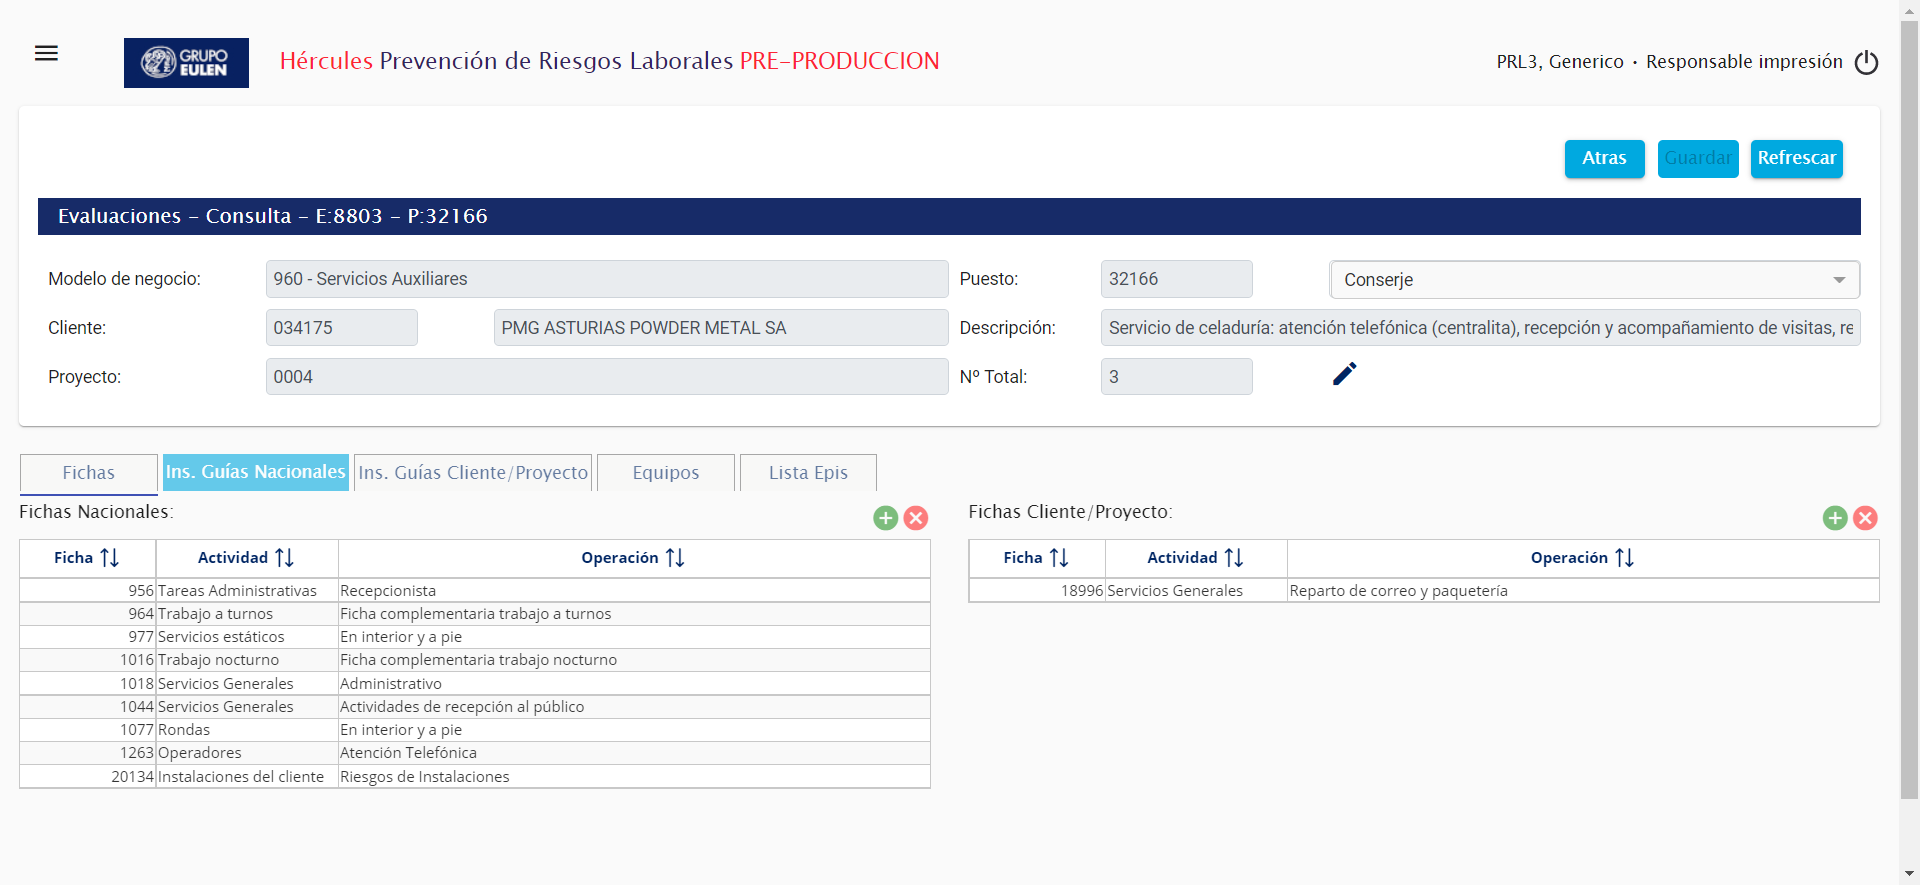 GRUPO
EULEN
Hércules Prevención de Riesgos Laborales PRE-PRODUCCION
PRL3, Generico · Responsable impresión
Atras Guardar Refrescar
Evaluaciones - Consulta - E:8803 - P:32166
Modelo de negocio: 960 - Servicios Auxiliares Puesto: 32166 Conserje
Cliente: 034175 PMG ASTURIAS POWDER METAL SA Descripción: Servicio de celaduría: atención telefónica (centralita), recepción y acompañamiento de visitas, re
Proyecto: 0004 Nº Total: 3
Fichas Ins. Guías Nacionales Ins. Guías Cliente/Proyecto Equipos Lista Epis
Fichas Nacionales:
Ficha Actividad Operación
956 Tareas Administrativas Recepcionista
964 Trabajo a turnos Ficha complementaria trabajo a turnos
977 Servicios estáticos En interior y a pie
1016 Trabajo nocturno Ficha complementaria trabajo nocturno
1018 Servicios Generales Administrativo
1044 Servicios Generales Actividades de recepción al público
1077 Rondas En interior y a pie
1263 Operadores Atención Telefónica
20134 Instalaciones del cliente Riesgos de Instalaciones
Fichas Cliente/Proyecto:
Ficha Actividad Operación
18996 Servicios Generales Reparto de correo y paquetería